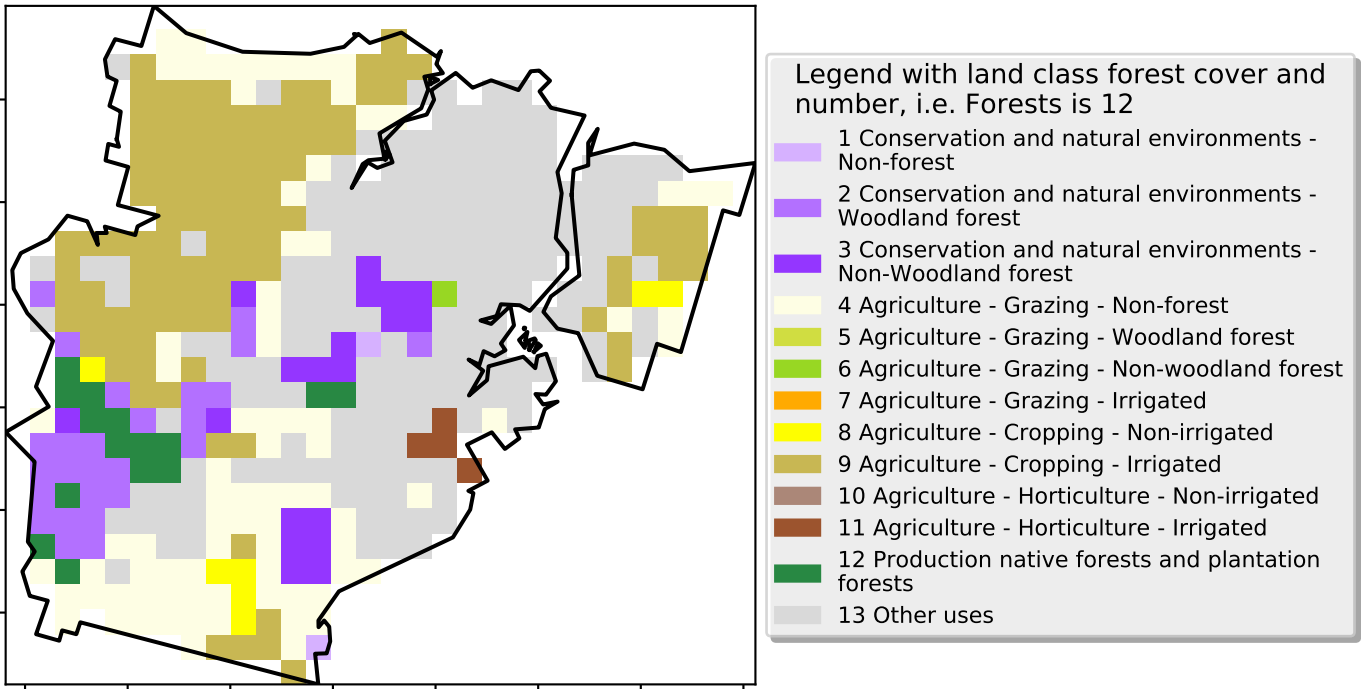 Legend with land class forest cover and
number, i.e. Forests is 12
1 Conservation and natural environments -
Non-forest
2 Conservation and natural environments -
Woodland forest
3 Conservation and natural environments -
Non-Woodland forest
4 Agriculture - Grazing - Non-forest
5 Agriculture - Grazing - Woodland forest
6 Agriculture - Grazing - Non-woodland forest
7 Agriculture - Grazing - Irrigated
8 Agriculture - Cropping - Non-irrigated
9 Agriculture - Cropping - Irrigated
10 Agriculture - Horticulture - Non-irrigated
11 Agriculture - Horticulture - Irrigated
12 Production native forests and plantation
forests
13 Other uses